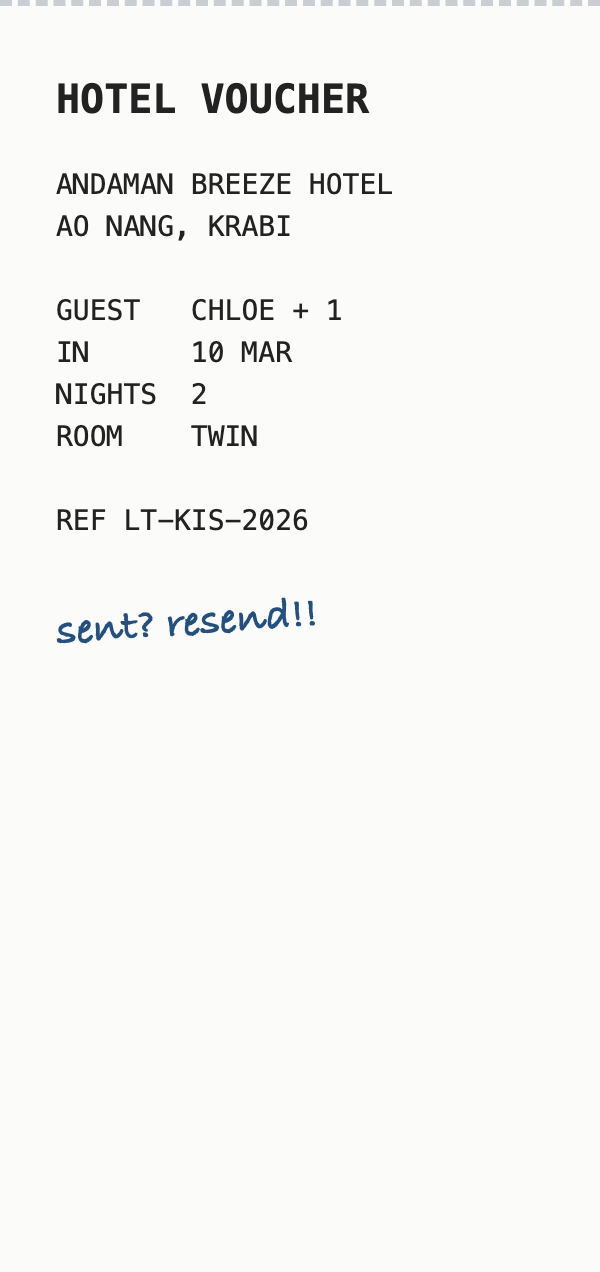 HOTEL VOUCHER
ANDAMAN BREEZE HOTEL
AO NANG, KRABI
GUEST CHLOE + 1
IN 10 MAR
NIGHTS 2
ROOM TWIN
REF LT-KIS-2026
sent? resend!!